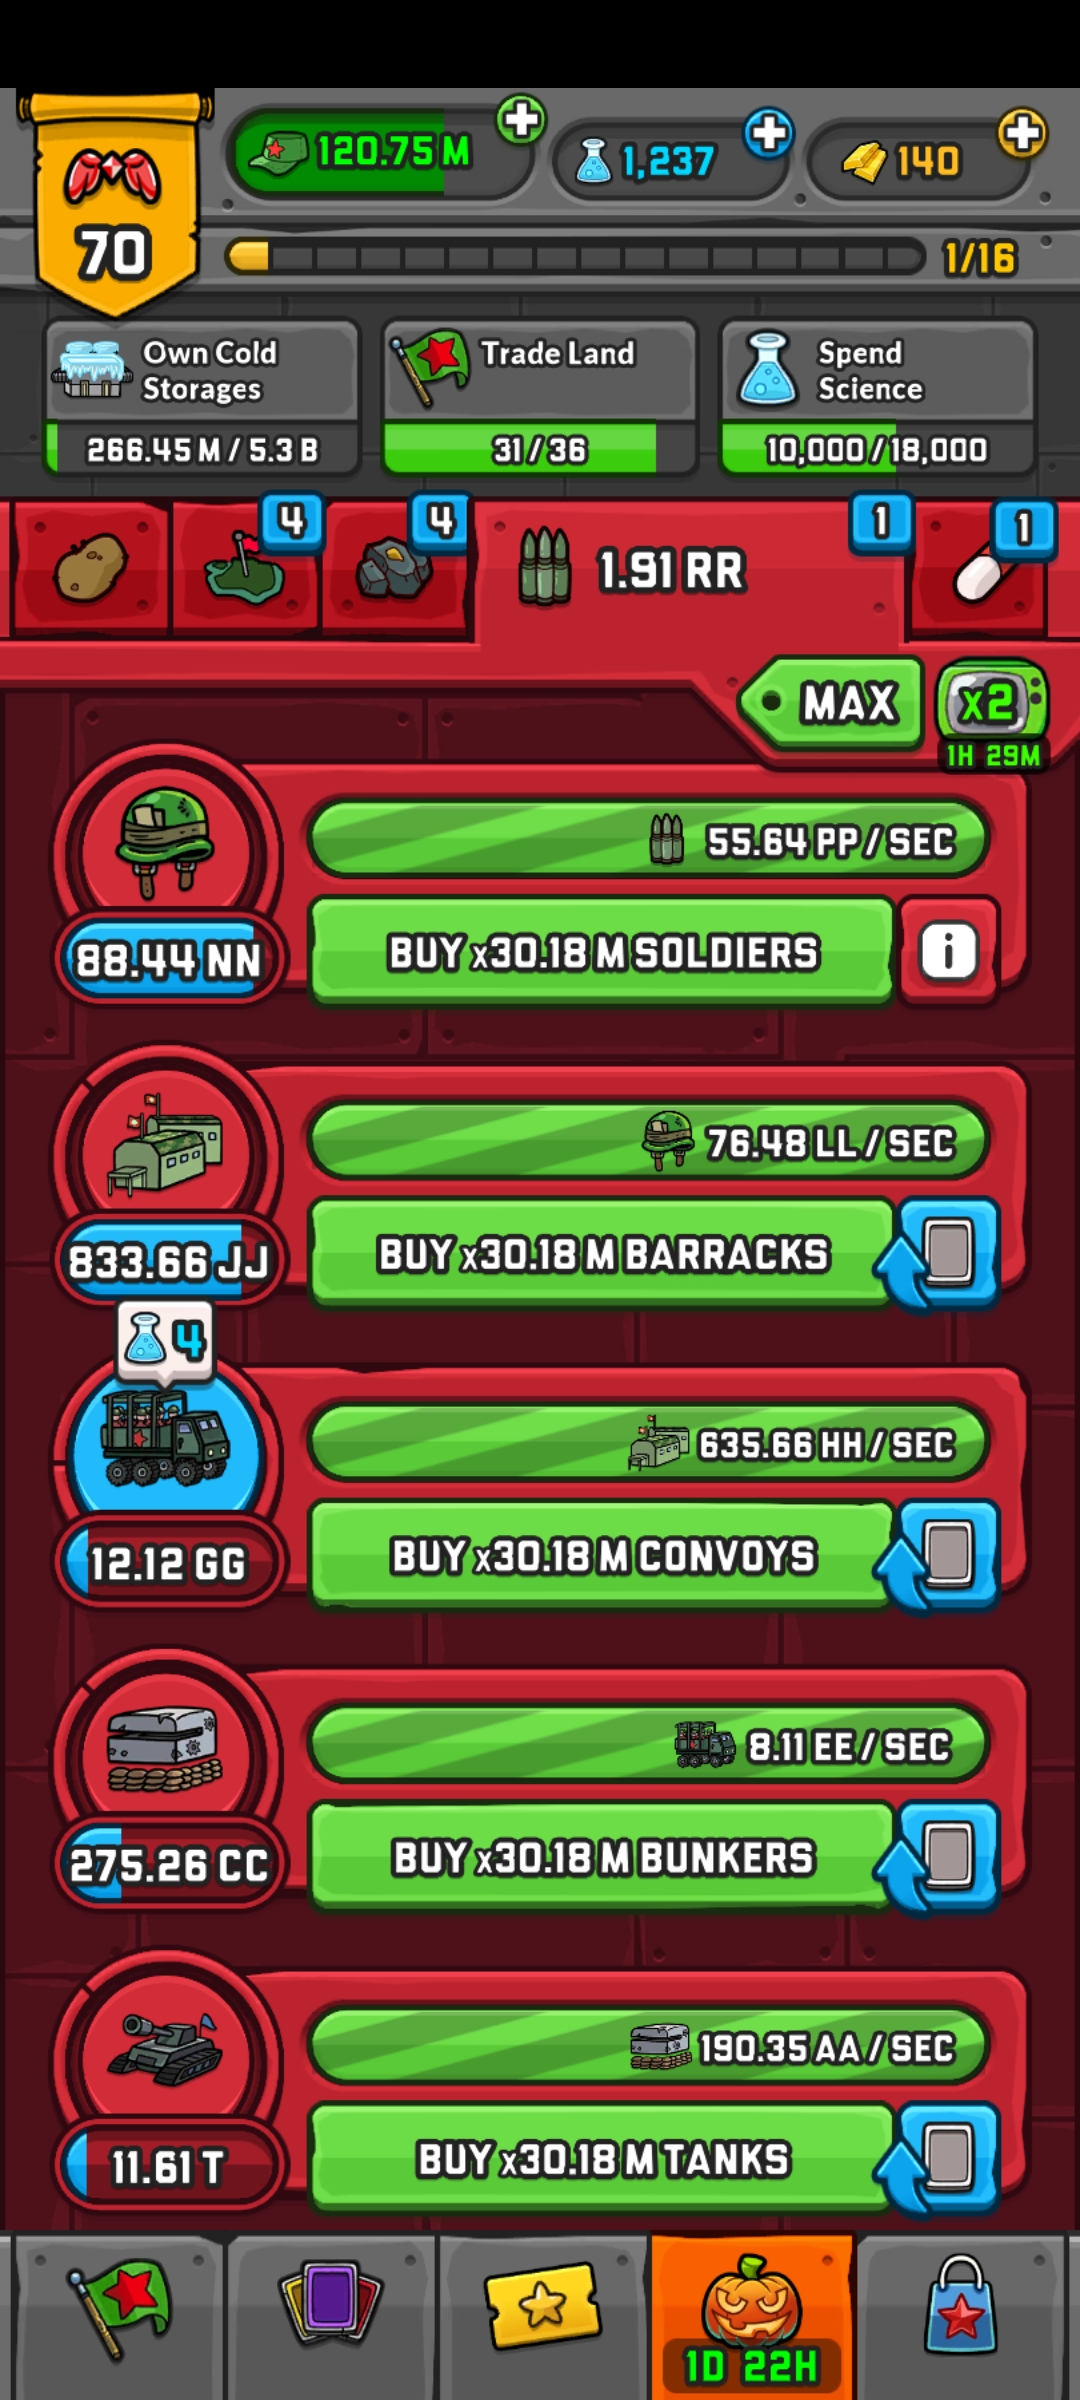 120.75 M
1,237
140
70
1/16
Own Cold
Storages
266.45 M / 5.3 B
Trade Land
31 / 36
Spend
Science
10,000 / 18,000
4
4
1.91 RR
1
1
MAX
x2
1H 29M
55.64 PP / SEC
88.44 NN
BUY x30.18 M SOLDIERS
i
76.48 LL / SEC
833.66 JJ
BUY x30.18 M BARRACKS
4
635.66 HH / SEC
12.12 GG
BUY x30.18 M CONVOYS
8.11 EE / SEC
275.26 CC
BUY x30.18 M BUNKERS
190.35 AA / SEC
11.61 T
BUY x30.18 M TANKS
1D 22H